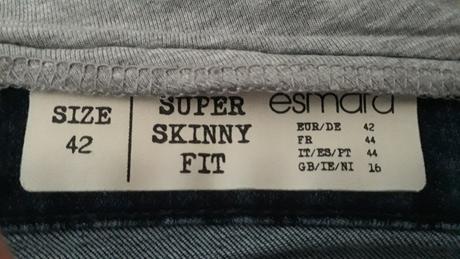 SIZE
42
SUPER
SKINNY
FIT
esmara
EUR/DE 42
FR 44
IT/ES/PT 44
GB/IE/NI 16